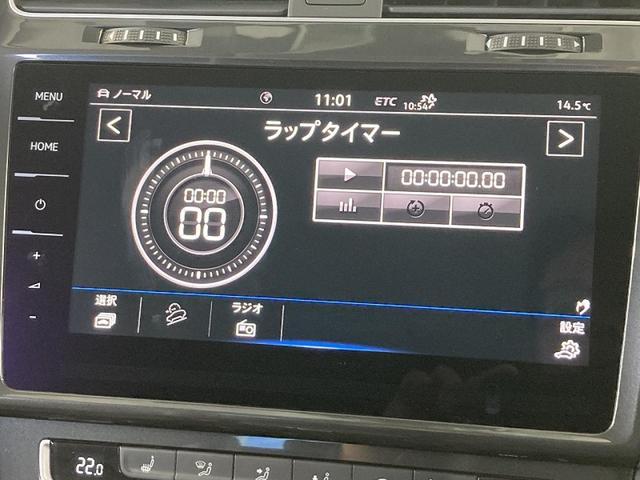 MENU
HOME
ノーマル
11:01
ETC
10:54
14.5℃
ラップタイマー
00:00
00
00:00:00.00
選択
ラジオ
設定
22.0